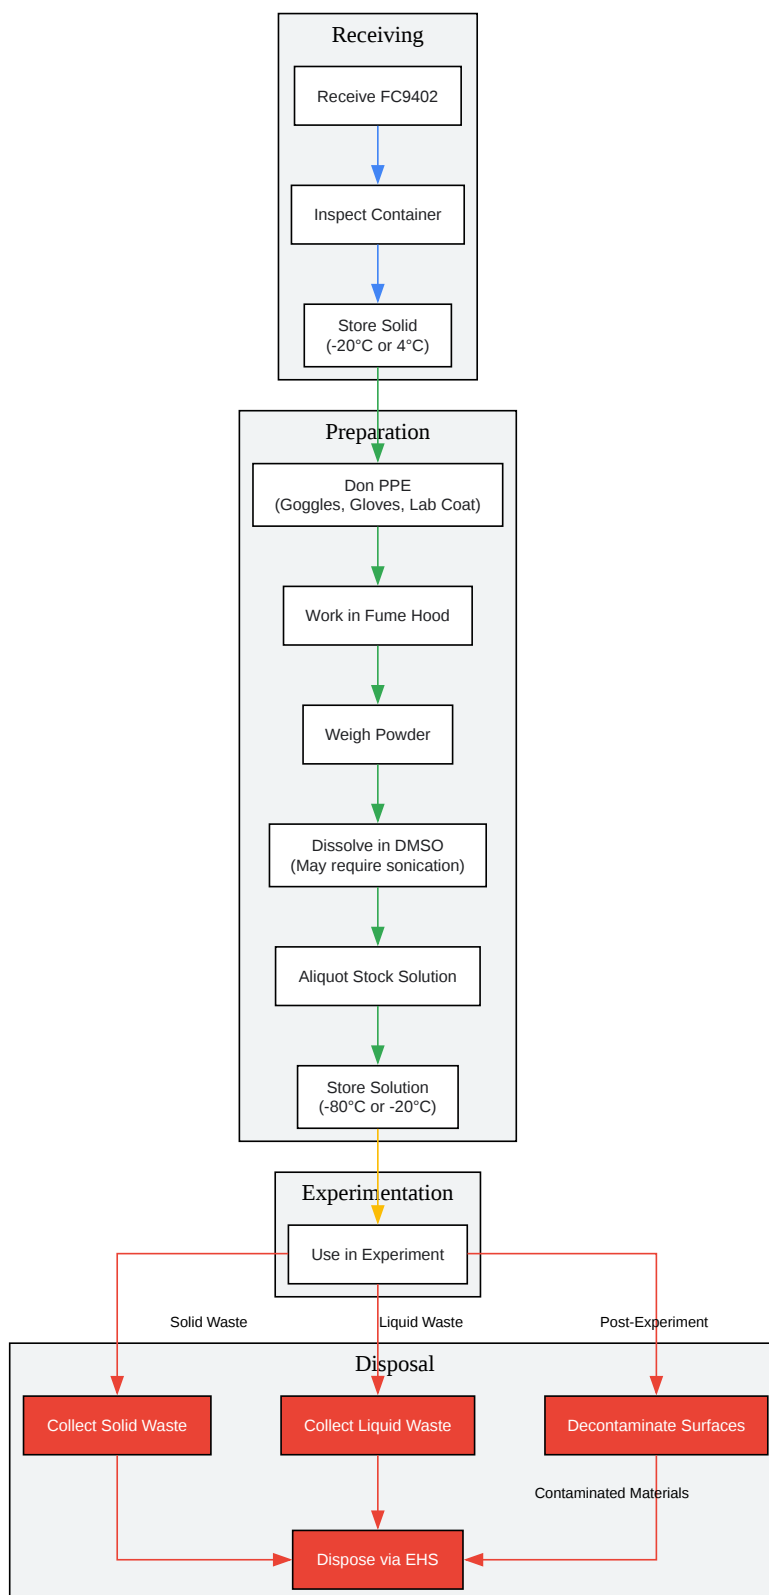 Receiving
Receive FC9402
Inspect Container
Store Solid
(-20°C or 4°C)
Preparation
Don PPE
(Goggles, Gloves, Lab Coat)
Work in Fume Hood
Weigh Powder
Dissolve in DMSO
(May require sonication)
Aliquot Stock Solution
Store Solution
(-80°C or -20°C)
Experimentation
Use in Experiment
Solid Waste
Liquid Waste
Post-Experiment
Disposal
Collect Solid Waste
Collect Liquid Waste
Decontaminate Surfaces
Contaminated Materials
Dispose via EHS